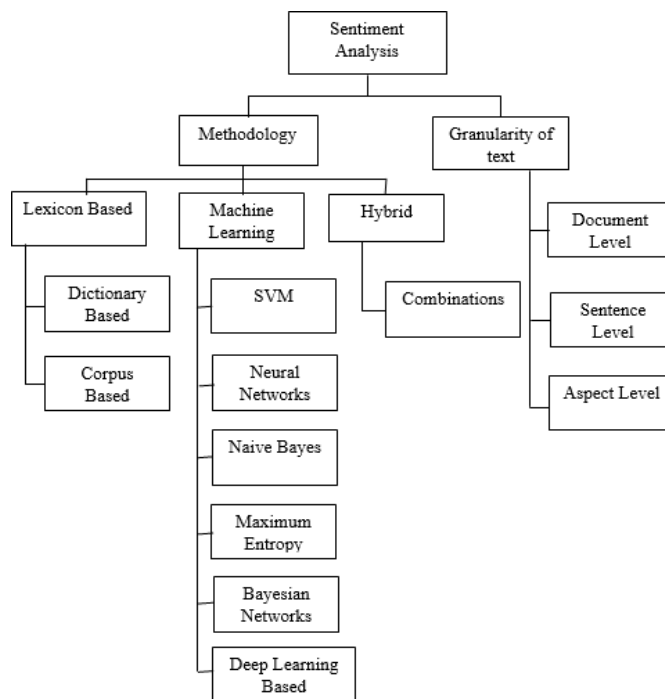 Sentiment
Analysis
Methodology
Granularity of
text
Lexicon Based
Machine
Learning
Hybrid
Document
Level
Dictionary
Based
SVM
Combinations
Sentence
Level
Corpus
Based
Neural
Networks
Aspect Level
Naive Bayes
Maximum
Entropy
Bayesian
Networks
Deep Learning
Based